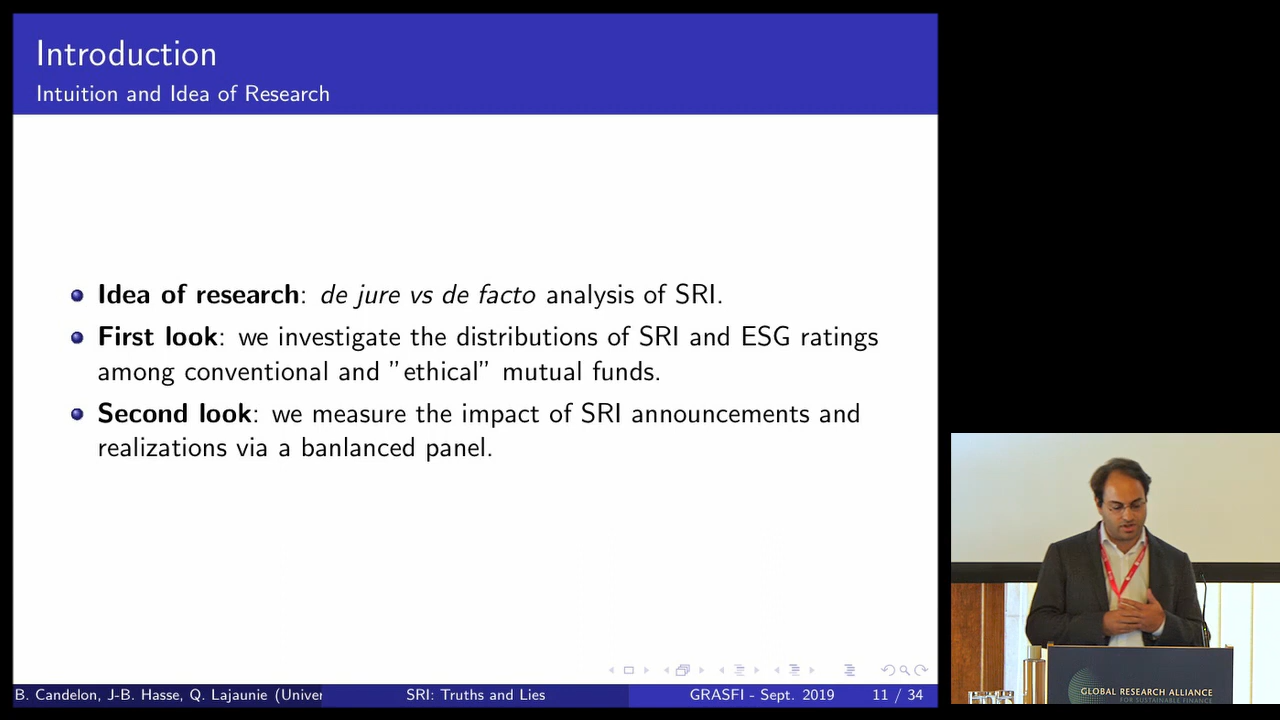 Introduction
Intuition and Idea of Research
Idea of research: de jure vs de facto analysis of SRI.
First look: we investigate the distributions of SRI and ESG ratings
among conventional and ”ethical” mutual funds.
Second look: we measure the impact of SRI announcements and
realizations via a banlanced panel.
B. Candelon, J-B. Hasse, Q. Lajaunie (Univer
SRI: Truths and Lies
GRASFI - Sept. 2019
11 / 34
GLOBAL RESEARCH ALLIANCE
FOR SUSTAINABLE FINANCE